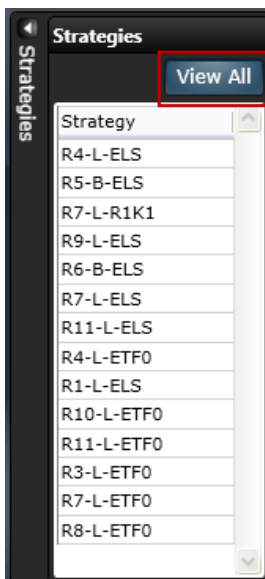 Strategies
Strategies
View All
Strategy
R4-L-ELS
R5-B-ELS
R7-L-R1K1
R9-L-ELS
R6-B-ELS
R7-L-ELS
R11-L-ELS
R4-L-ETF0
R1-L-ELS
R10-L-ETF0
R11-L-ETF0
R3-L-ETF0
R7-L-ETF0
R8-L-ETF0